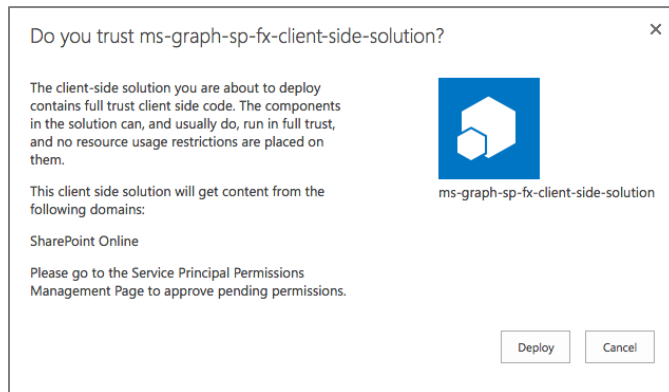 Do you trust ms-graph-sp-fx-client-side-solution?
The client-side solution you are about to deploy
contains full trust client side code. The components
in the solution can, and usually do, run in full trust,
and no resource usage restrictions are placed on
them.
This client side solution will get content from the
following domains:
SharePoint Online
Please go to the Service Principal Permissions
Management Page to approve pending permissions.
ms-graph-sp-fx-client-side-solution
Deploy
Cancel